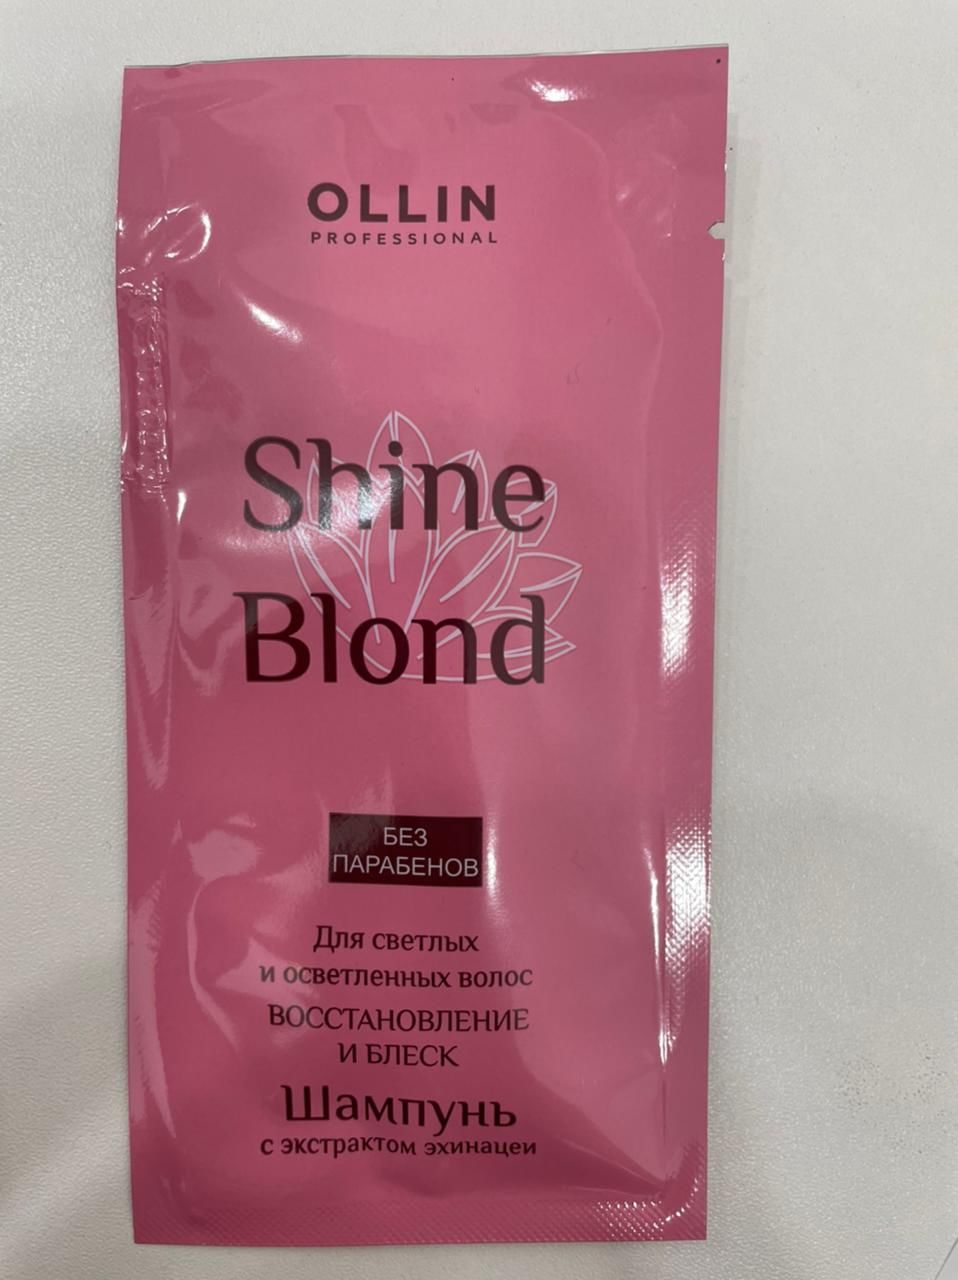 OLLIN
PROFESSIONAL
Shine
Blond
БЕЗ
ПАРАБЕНОВ
Для светлых
и осветленных волос
ВОССТАНОВЛЕНИЕ
И БЛЕСК
Шампунь
с экстрактом эхинацеи